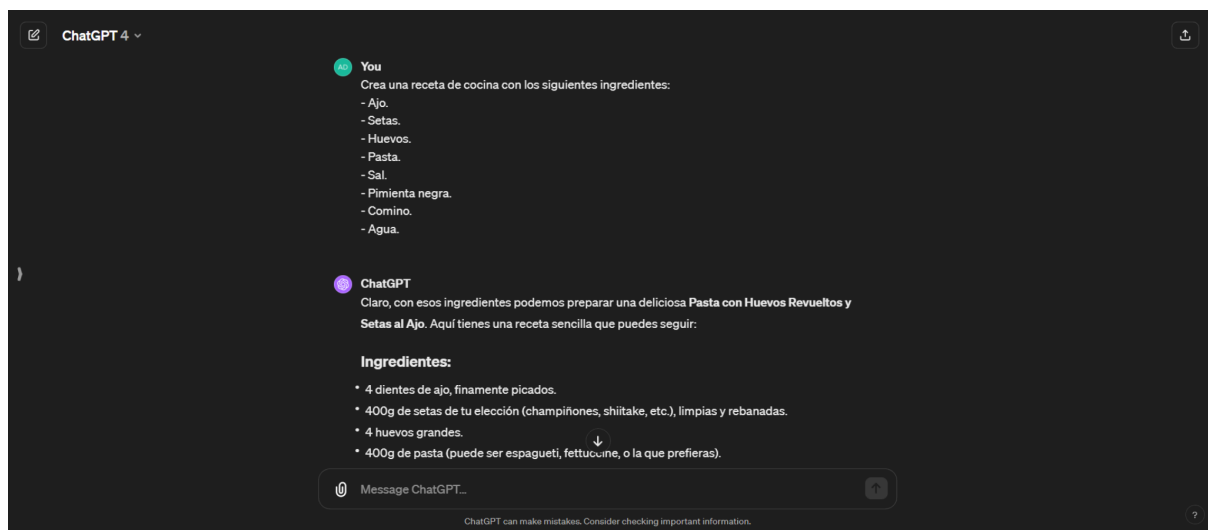 ChatGPT 4
AD
You
Crea una receta de cocina con los siguientes ingredientes:
- Ajo.
- Setas.
- Huevos.
- Pasta.
- Sal.
- Pimienta negra.
- Comino.
- Agua.
ChatGPT
Claro, con esos ingredientes podemos preparar una deliciosa Pasta con Huevos Revueltos y
Setas al Ajo. Aquí tienes una receta sencilla que puedes seguir:
Ingredientes:
• 4 dientes de ajo, finamente picados.
• 400g de setas de tu elección (champiñones, shiitake, etc.), limpias y rebanadas.
• 4 huevos grandes.
• 400g de pasta (puede ser espagueti, fettuccine, o la que prefieras).
Message ChatGPT...
ChatGPT can make mistakes. Consider checking important information.
?